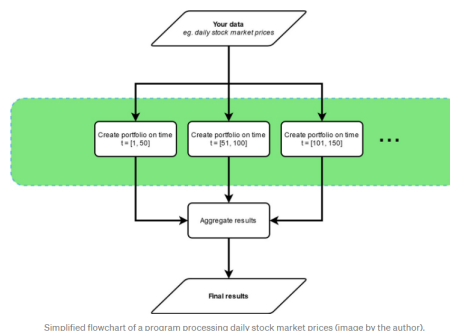 Your data
eg. daily stock market prices
Create portfolio on time
t = [1, 50]
Create portfolio on time
t = [51, 100]
Create portfolio on time
t = [101, 150]
...
Aggregate results
Final results
Simplified flowchart of a program processing daily stock market prices (image by the author).